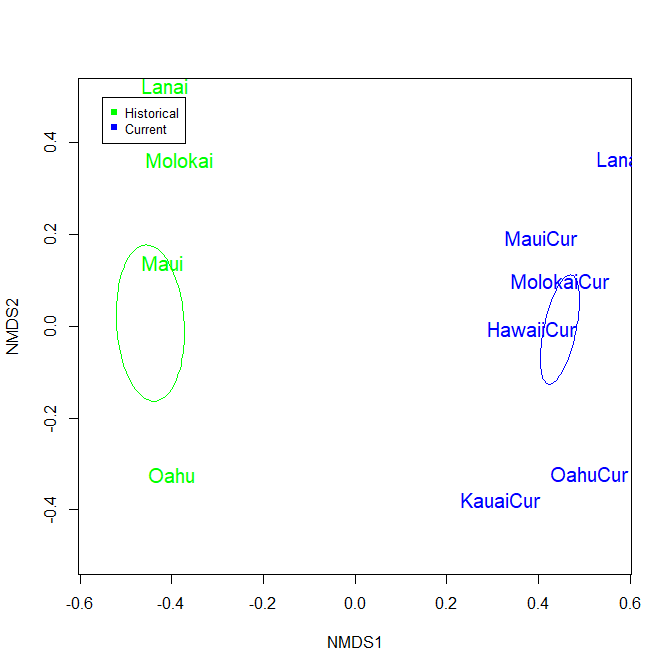 Lanai
Historical
Current
Molokai
Lana
MauiCur
Maui
MolokaiCur
HawaiiCur
Oahu
OahuCur
KauaiCur
NMDS2
0.4
0.2
0.0
-0.2
-0.4
-0.6 -0.4 -0.2 0.0 0.2 0.4 0.6
NMDS1